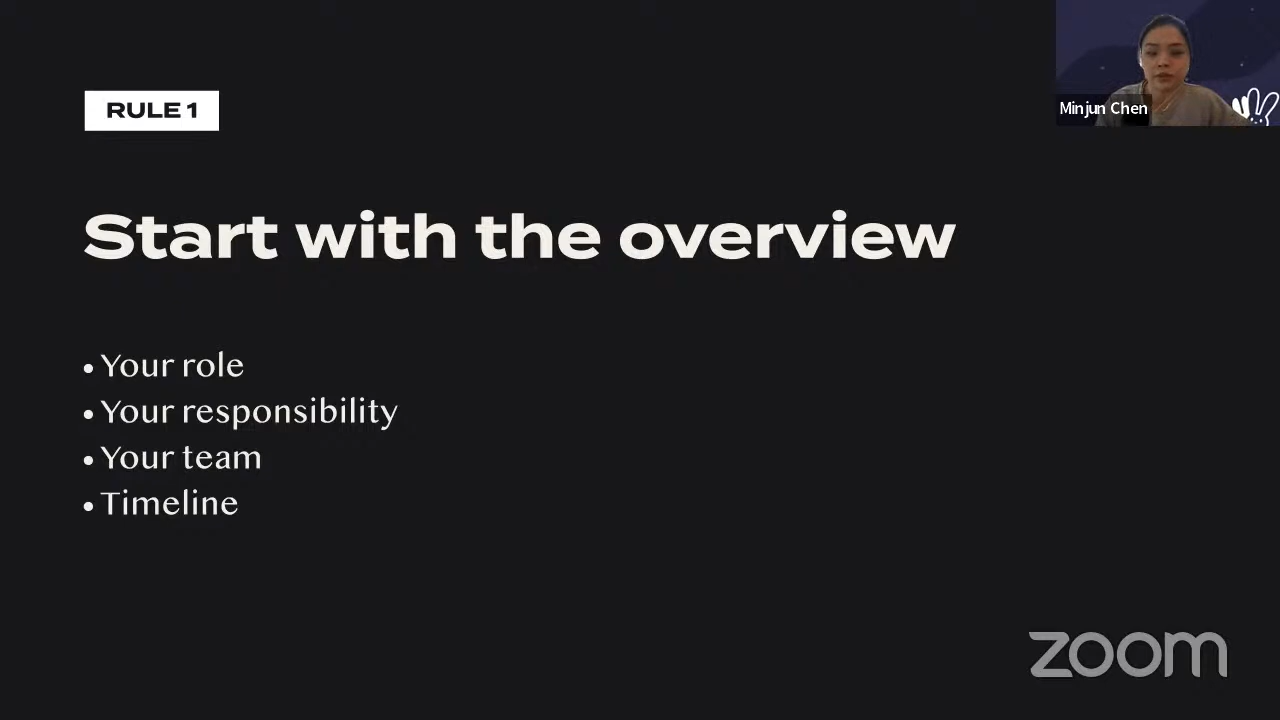 RULE 1
Minjun Chen
Start with the overview
• Your role
• Your responsibility
• Your team
• Timeline
zoom